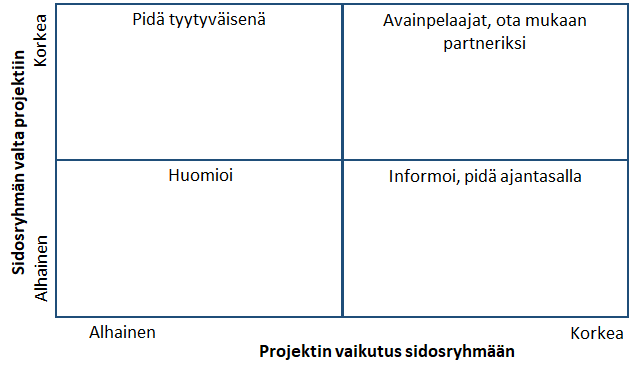 Pidä tyytyväisenä
Avainpelaajat, ota mukaan
partneriksi
Korkea
Sidosryhmän valta projektiin
Huomioi
Informoi, pidä ajantasalla
Alhainen
Alhainen
Korkea
Projektin vaikutus sidosryhmään